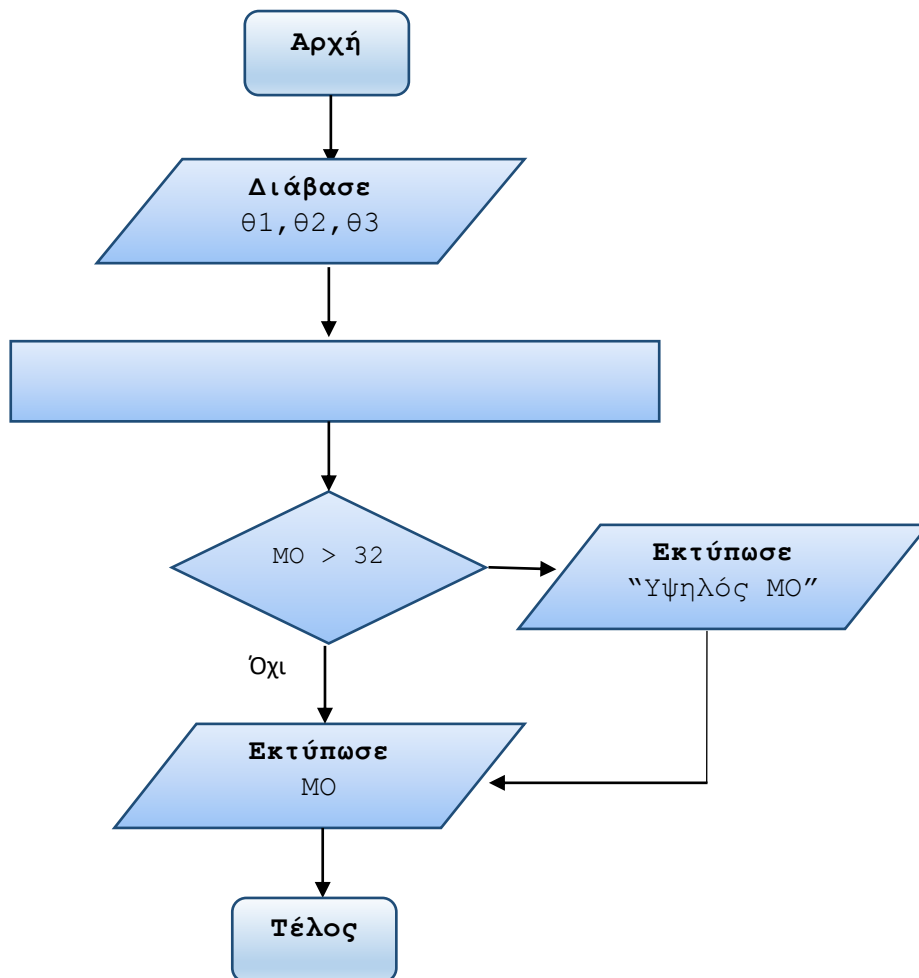 Αρχή
Διάβασε
θ1,θ2,θ3
ΜΟ > 32
Εκτύπωσε
“Υψηλός ΜΟ”
Όχι
Εκτύπωσε
ΜΟ
Τέλος